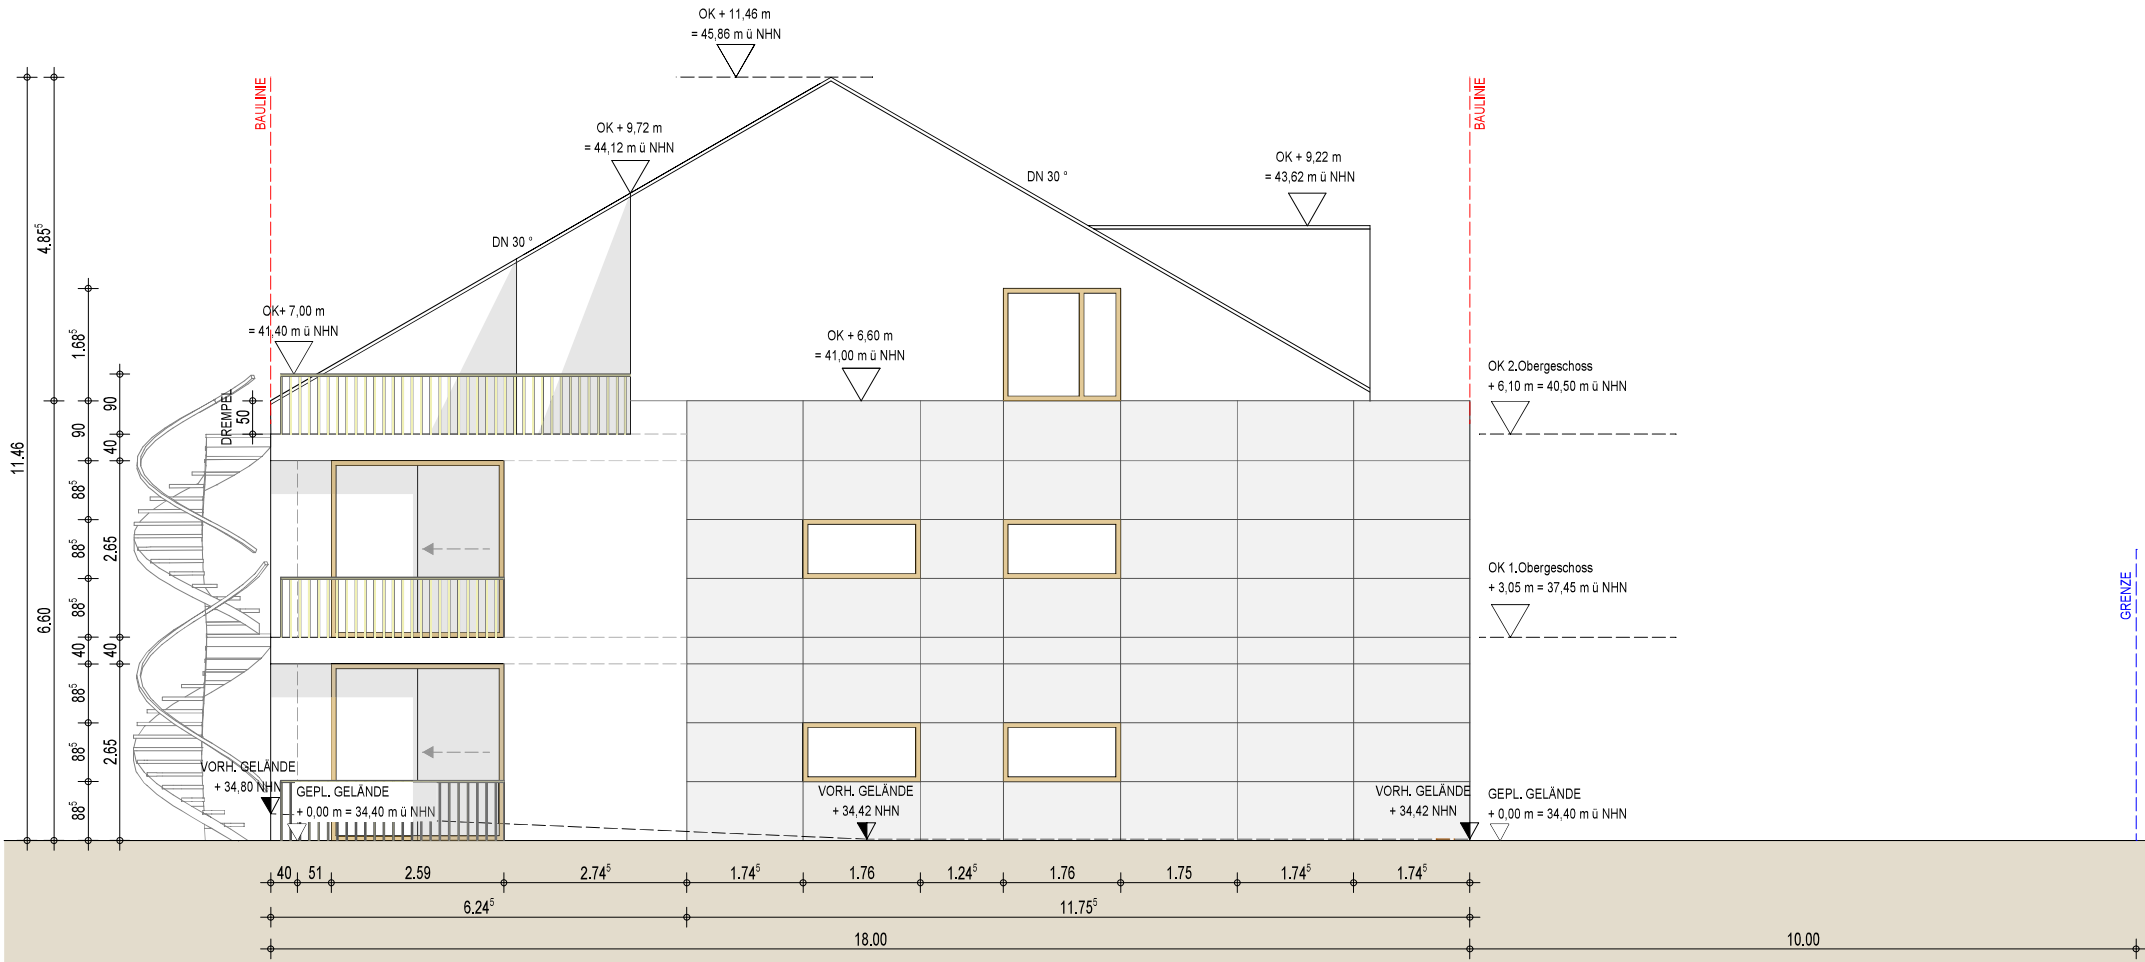 OK + 11,46 m
= 45,86 m ü NHN
BAULINIE
BAULINIE
OK + 9,72 m
= 44,12 m ü NHN
OK + 9,22 m
= 43,62 m ü NHN
DN 30 °
DN 30 °
OK+ 7,00 m
= 41,40 m ü NHN
OK + 6,60 m
= 41,00 m ü NHN
OK 2.Obergeschoss
+ 6,10 m = 40,50 m ü NHN
OK 1.Obergeschoss
+ 3,05 m = 37,45 m ü NHN
GRENZE
DREMPEL
50
11.46
4.85⁵
6.60
1.68⁵
90
88⁵
88⁵
88⁵
40
88⁵
88⁵
88⁵
90
40
2.65
40
2.65
VORH. GELÄNDE
+ 34,80 NHN
GEPL. GELÄNDE
+ 0,00 m = 34,40 m ü NHN
VORH. GELÄNDE
+ 34,42 NHN
VORH. GELÄNDE
+ 34,42 NHN
GEPL. GELÄNDE
+ 0,00 m = 34,40 m ü NHN
40 51 2.59 2.74⁵ 1.74⁵ 1.76 1.24⁵ 1.76 1.75 1.74⁵ 1.74⁵
6.24⁵ 11.75⁵
18.00 10.00